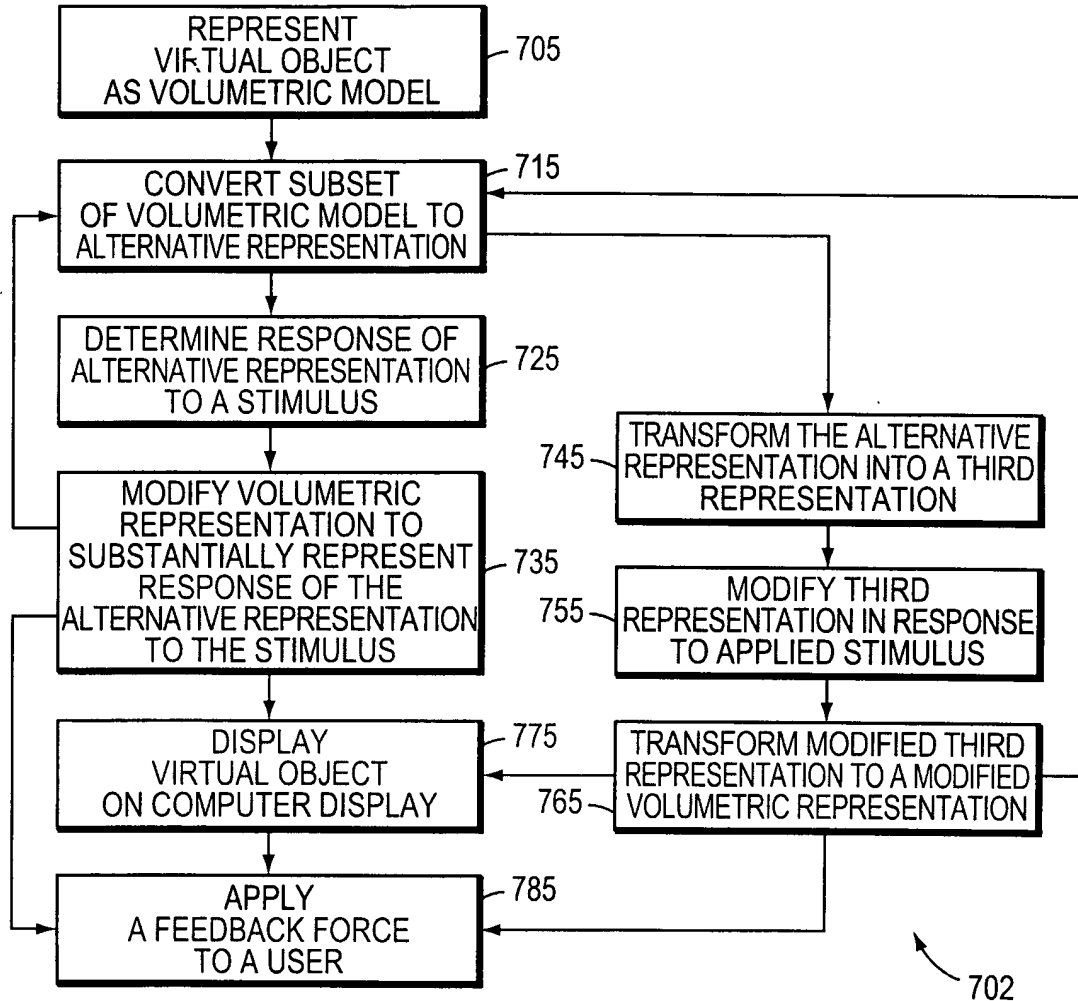 REPRESENT
VIRTUAL OBJECT
AS VOLUMETRIC MODEL
705
CONVERT SUBSET
OF VOLUMETRIC MODEL TO
ALTERNATIVE REPRESENTATION
715
DETERMINE RESPONSE OF
ALTERNATIVE REPRESENTATION
TO A STIMULUS
725
MODIFY VOLUMETRIC
REPRESENTATION TO
SUBSTANTIALLY REPRESENT
RESPONSE OF THE
ALTERNATIVE REPRESENTATION
TO THE STIMULUS
735
745
TRANSFORM THE ALTERNATIVE
REPRESENTATION INTO A THIRD
REPRESENTATION
755
MODIFY THIRD
REPRESENTATION IN RESPONSE
TO APPLIED STIMULUS
DISPLAY
VIRTUAL OBJECT
ON COMPUTER DISPLAY
775
765
TRANSFORM MODIFIED THIRD
REPRESENTATION TO A MODIFIED
VOLUMETRIC REPRESENTATION
APPLY
A FEEDBACK FORCE
TO A USER
785
702